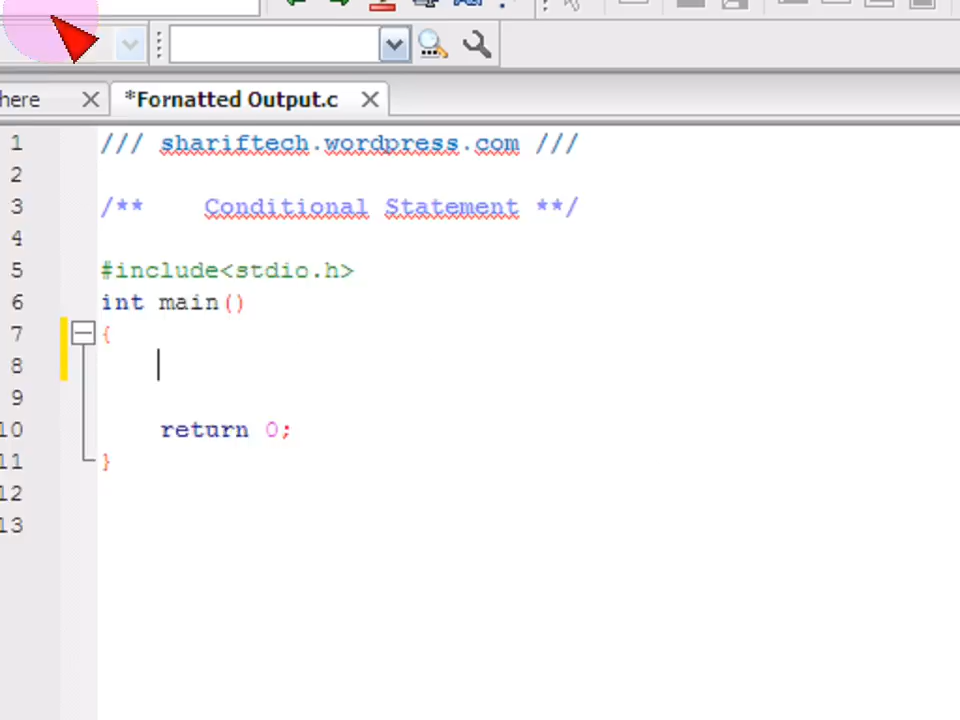 here
*Fornatted Output.c
1 /// shariftech.wordpress.com ///
2
3 /** Conditional Statement **/
4
5 #include<stdio.h>
6 int main()
7 {
8
9
10 return 0;
11 }
12
13